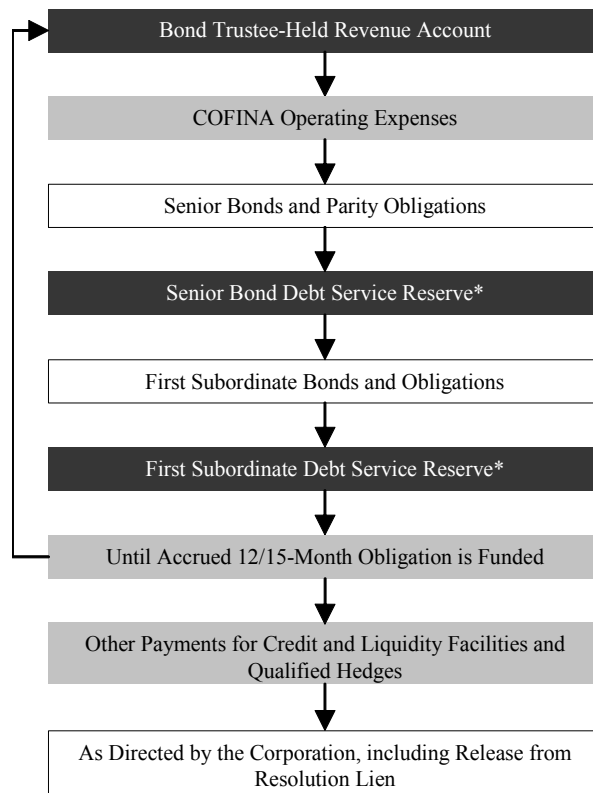 Bond Trustee-Held Revenue Account
COFINA Operating Expenses
Senior Bonds and Parity Obligations
Senior Bond Debt Service Reserve*
First Subordinate Bonds and Obligations
First Subordinate Debt Service Reserve*
Until Accrued 12/15-Month Obligation is Funded
Other Payments for Credit and Liquidity Facilities and
Qualified Hedges
As Directed by the Corporation, including Release from
Resolution Lien